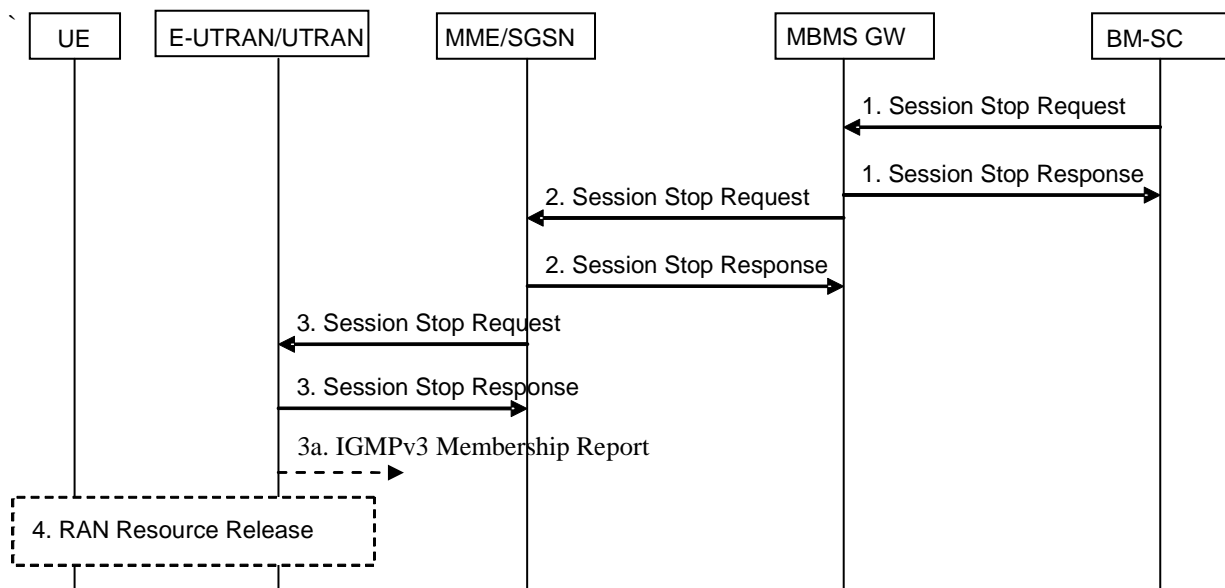 `
UE
E-UTRAN/UTRAN
MME/SGSN
MBMS GW
BM-SC
1. Session Stop Request
1. Session Stop Response
2. Session Stop Request
2. Session Stop Response
3. Session Stop Request
3. Session Stop Response
3a. IGMPv3 Membership Report
4. RAN Resource Release